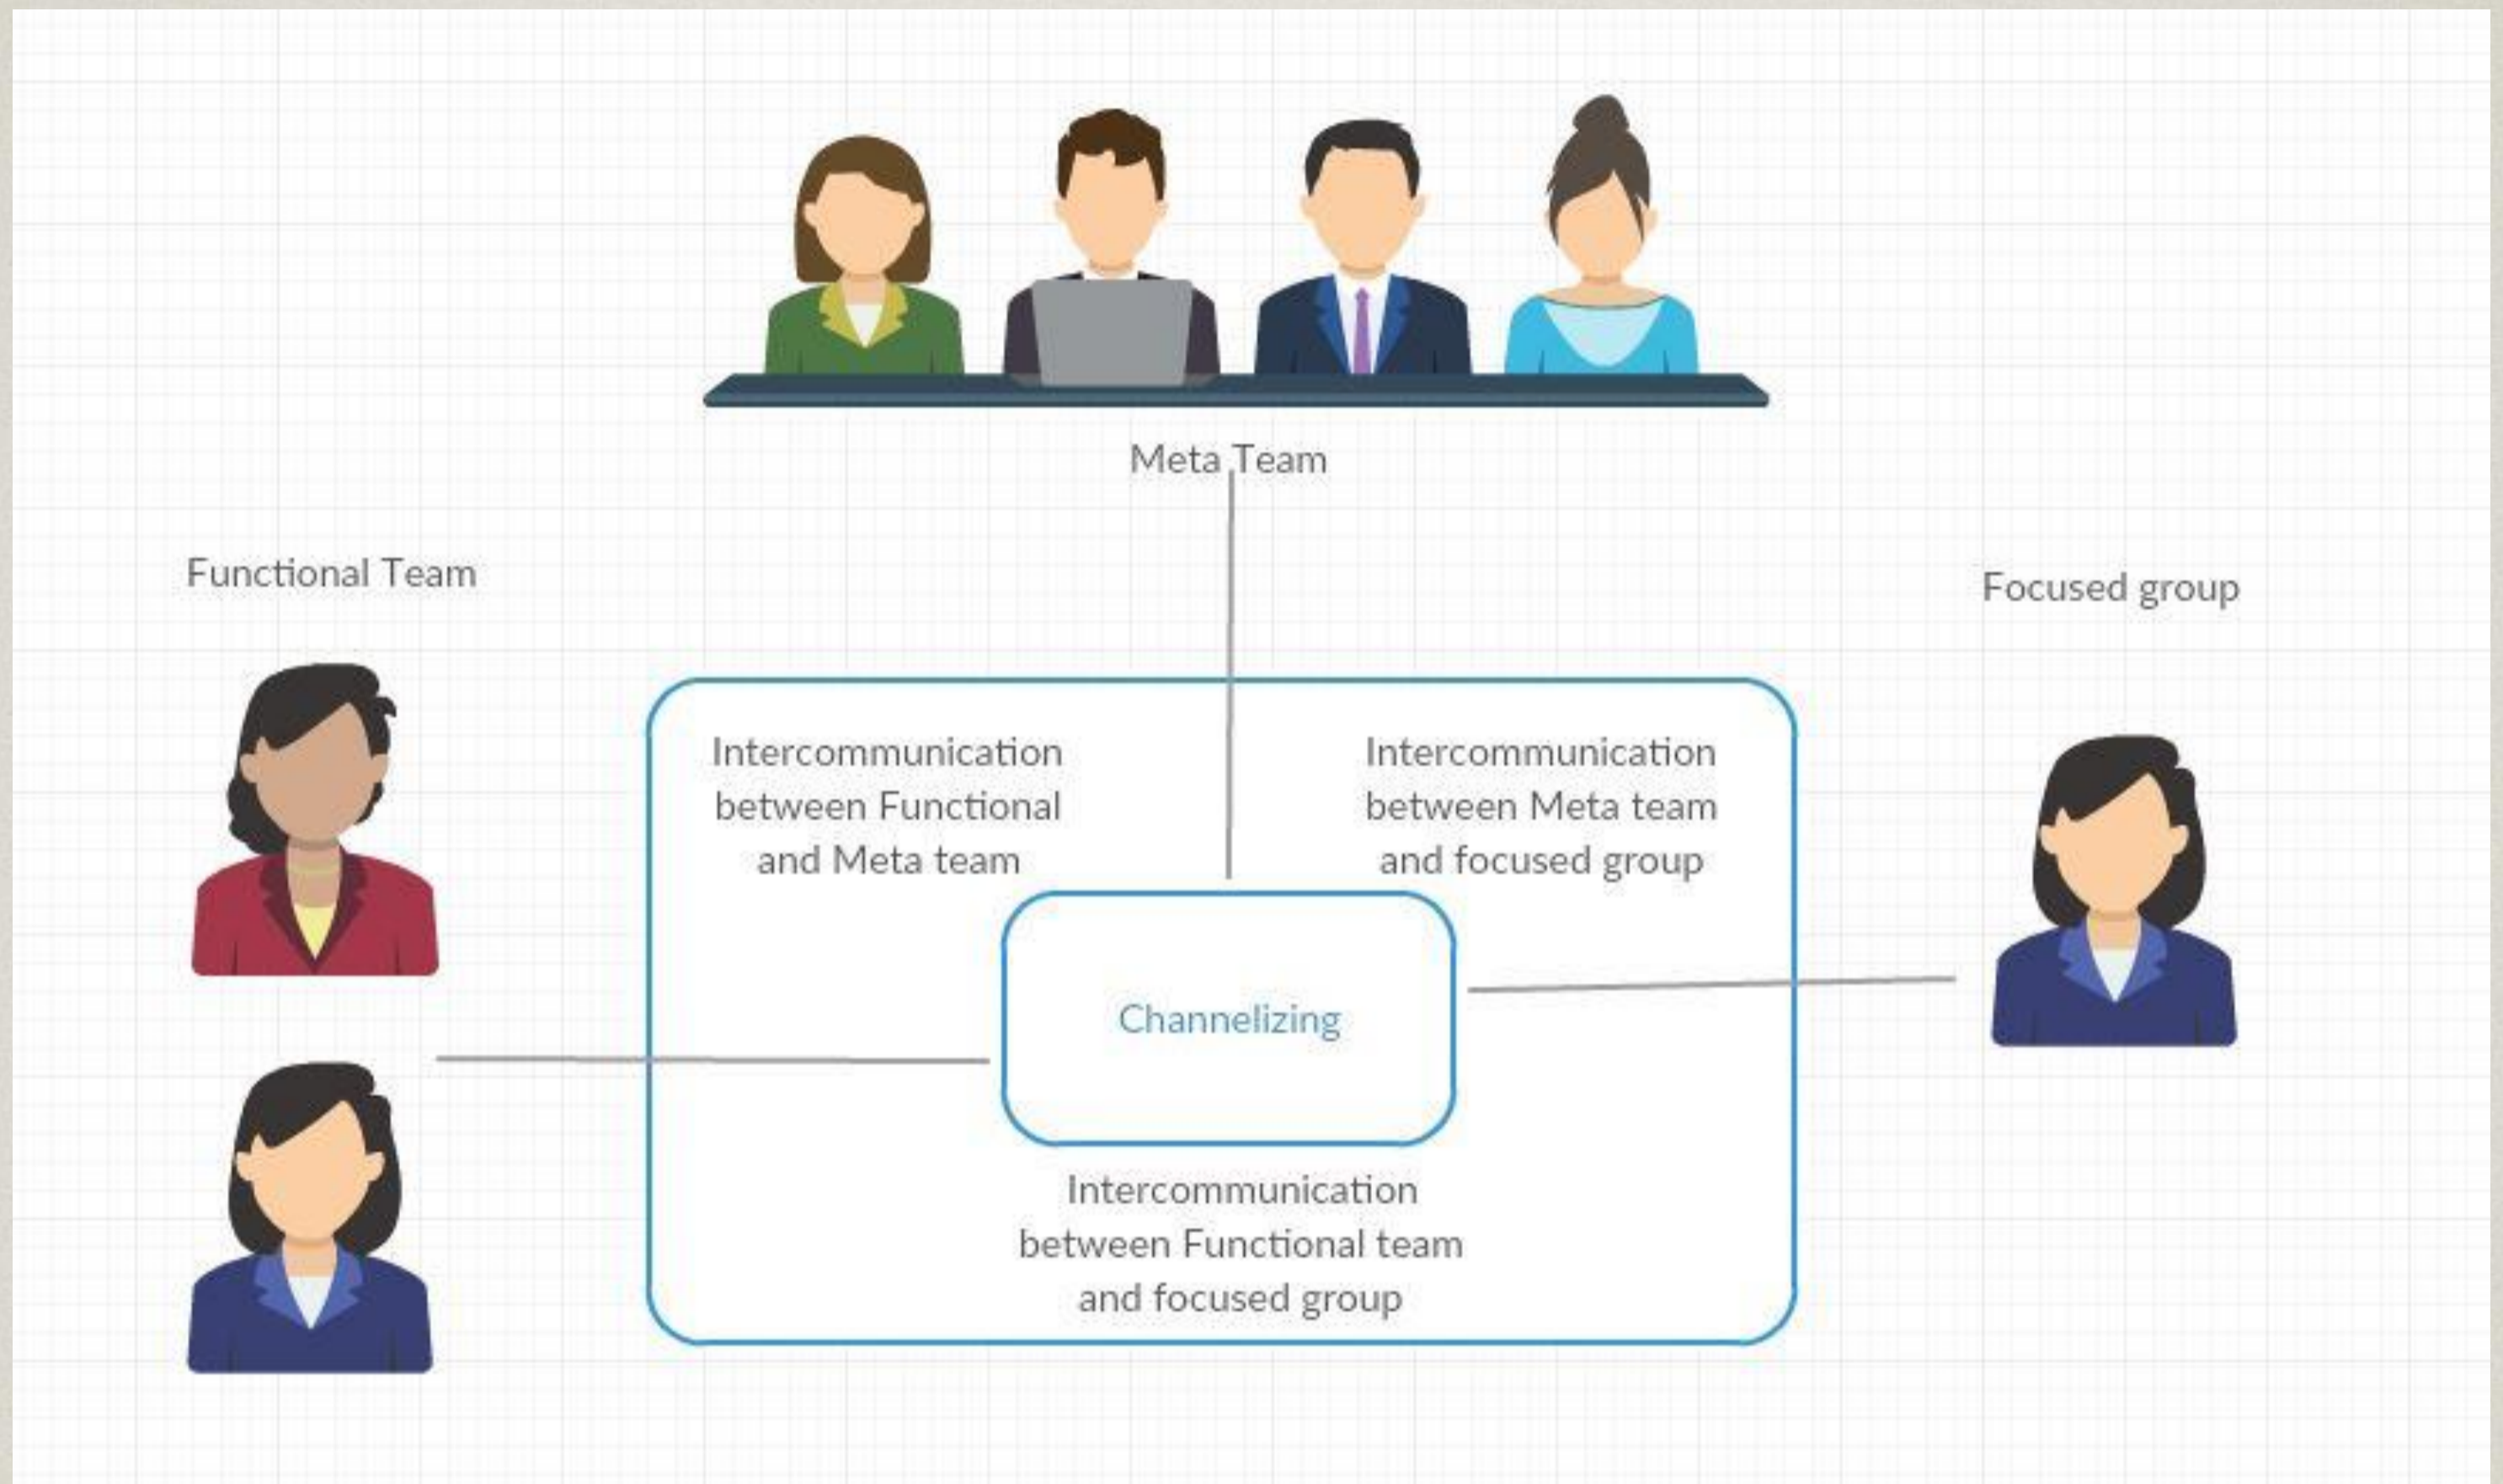 Meta Team
Functional Team
Focused group
Intercommunication
between Functional
and Meta team
Intercommunication
between Meta team
and focused group
Channelizing
Intercommunication
between Functional team
and focused group